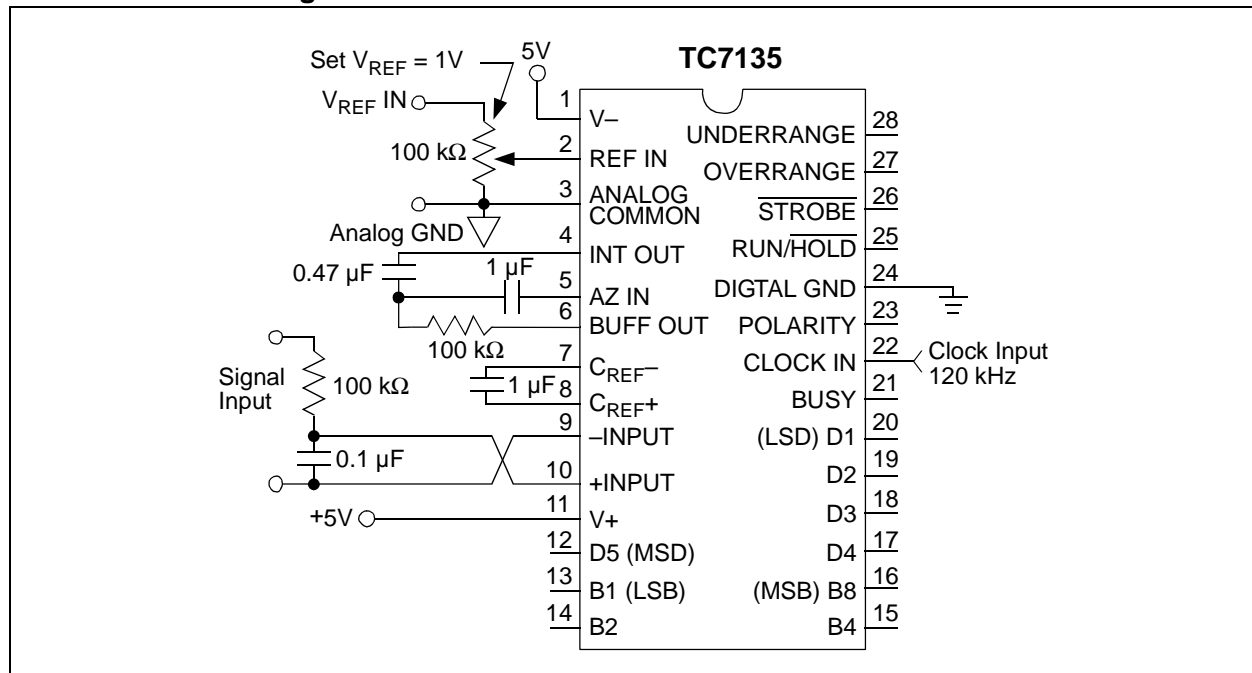 g
Set VREF = 1V
5V
TC7135
VREF IN
100 kΩ
Analog GND
0.47 µF
1 µF
100 kΩ
Signal
Input
100 kΩ
0.1 µF
1 µF
+5V
1
V–
2
REF IN
3
ANALOG
COMMON
4
INT OUT
5
AZ IN
6
BUFF OUT
7
CREF–
8
CREF+
9
–INPUT
10
+INPUT
11
V+
12
D5 (MSD)
13
B1 (LSB)
14
B2
UNDERRANGE
28
OVERRANGE
27
STROBE
26
RUN/HOLD
25
DIGTAL GND
24
POLARITY
23
CLOCK IN
22
Clock Input
120 kHz
BUSY
21
(LSD) D1
20
D2
19
D3
18
D4
17
(MSB) B8
16
B4
15